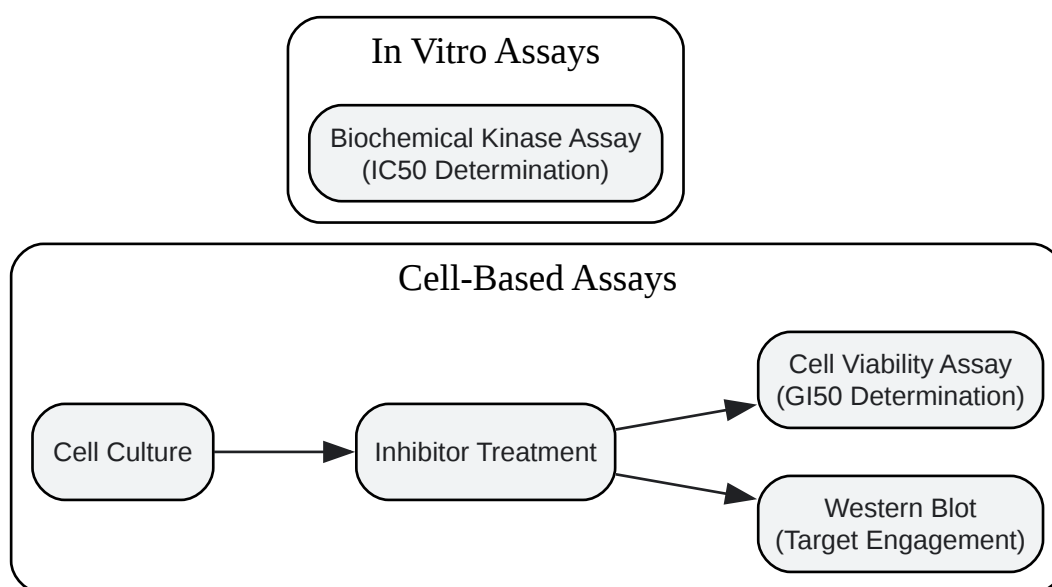 In Vitro Assays
Biochemical Kinase Assay
(IC50 Determination)
Cell-Based Assays
Cell Culture
Inhibitor Treatment
Cell Viability Assay
(GI50 Determination)
Western Blot
(Target Engagement)